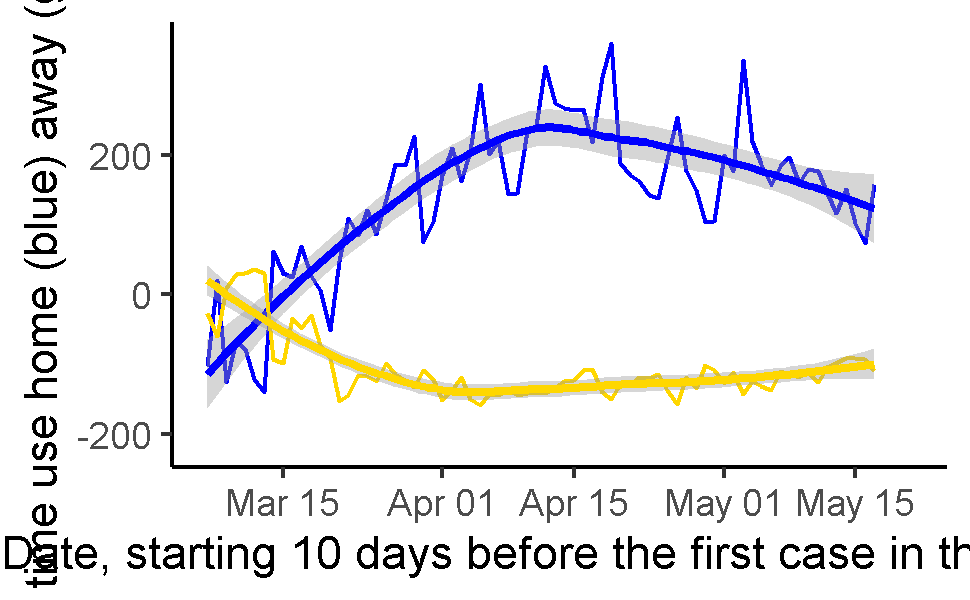 time use home (blue) away (
200
0
-200
Mar 15 Apr 01 Apr 15 May 01 May 15
Date, starting 10 days before the first case in th